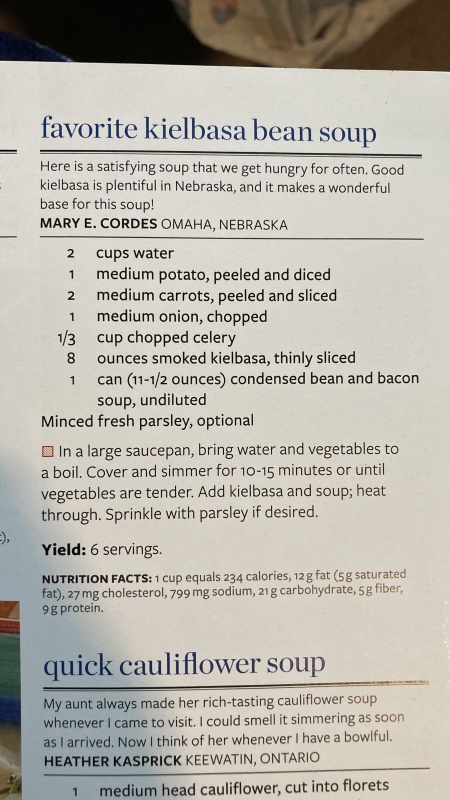 favorite kielbasa bean soup
Here is a satisfying soup that we get hungry for often. Good
kielbasa is plentiful in Nebraska, and it makes a wonderful
base for this soup!
MARY E. CORDES OMAHA, NEBRASKA
2 cups water
1 medium potato, peeled and diced
2 medium carrots, peeled and sliced
1 medium onion, chopped
1/3 cup chopped celery
8 ounces smoked kielbasa, thinly sliced
1 can (11-1/2 ounces) condensed bean and bacon
soup, undiluted
Minced fresh parsley, optional
In a large saucepan, bring water and vegetables to
a boil. Cover and simmer for 10-15 minutes or until
vegetables are tender. Add kielbasa and soup; heat
through. Sprinkle with parsley if desired.
Yield: 6 servings.
NUTRITION FACTS: 1 cup equals 234 calories, 12 g fat (5 g saturated
fat), 27 mg cholesterol, 799 mg sodium, 21 g carbohydrate, 5 g fiber,
9 g protein.
quick cauliflower soup
My aunt always made her rich-tasting cauliflower soup
whenever I came to visit. I could smell it simmering as soon
as I arrived. Now I think of her whenever I have a bowlful.
HEATHER KASPRICK KEEWATIN, ONTARIO
1 medium head cauliflower, cut into florets